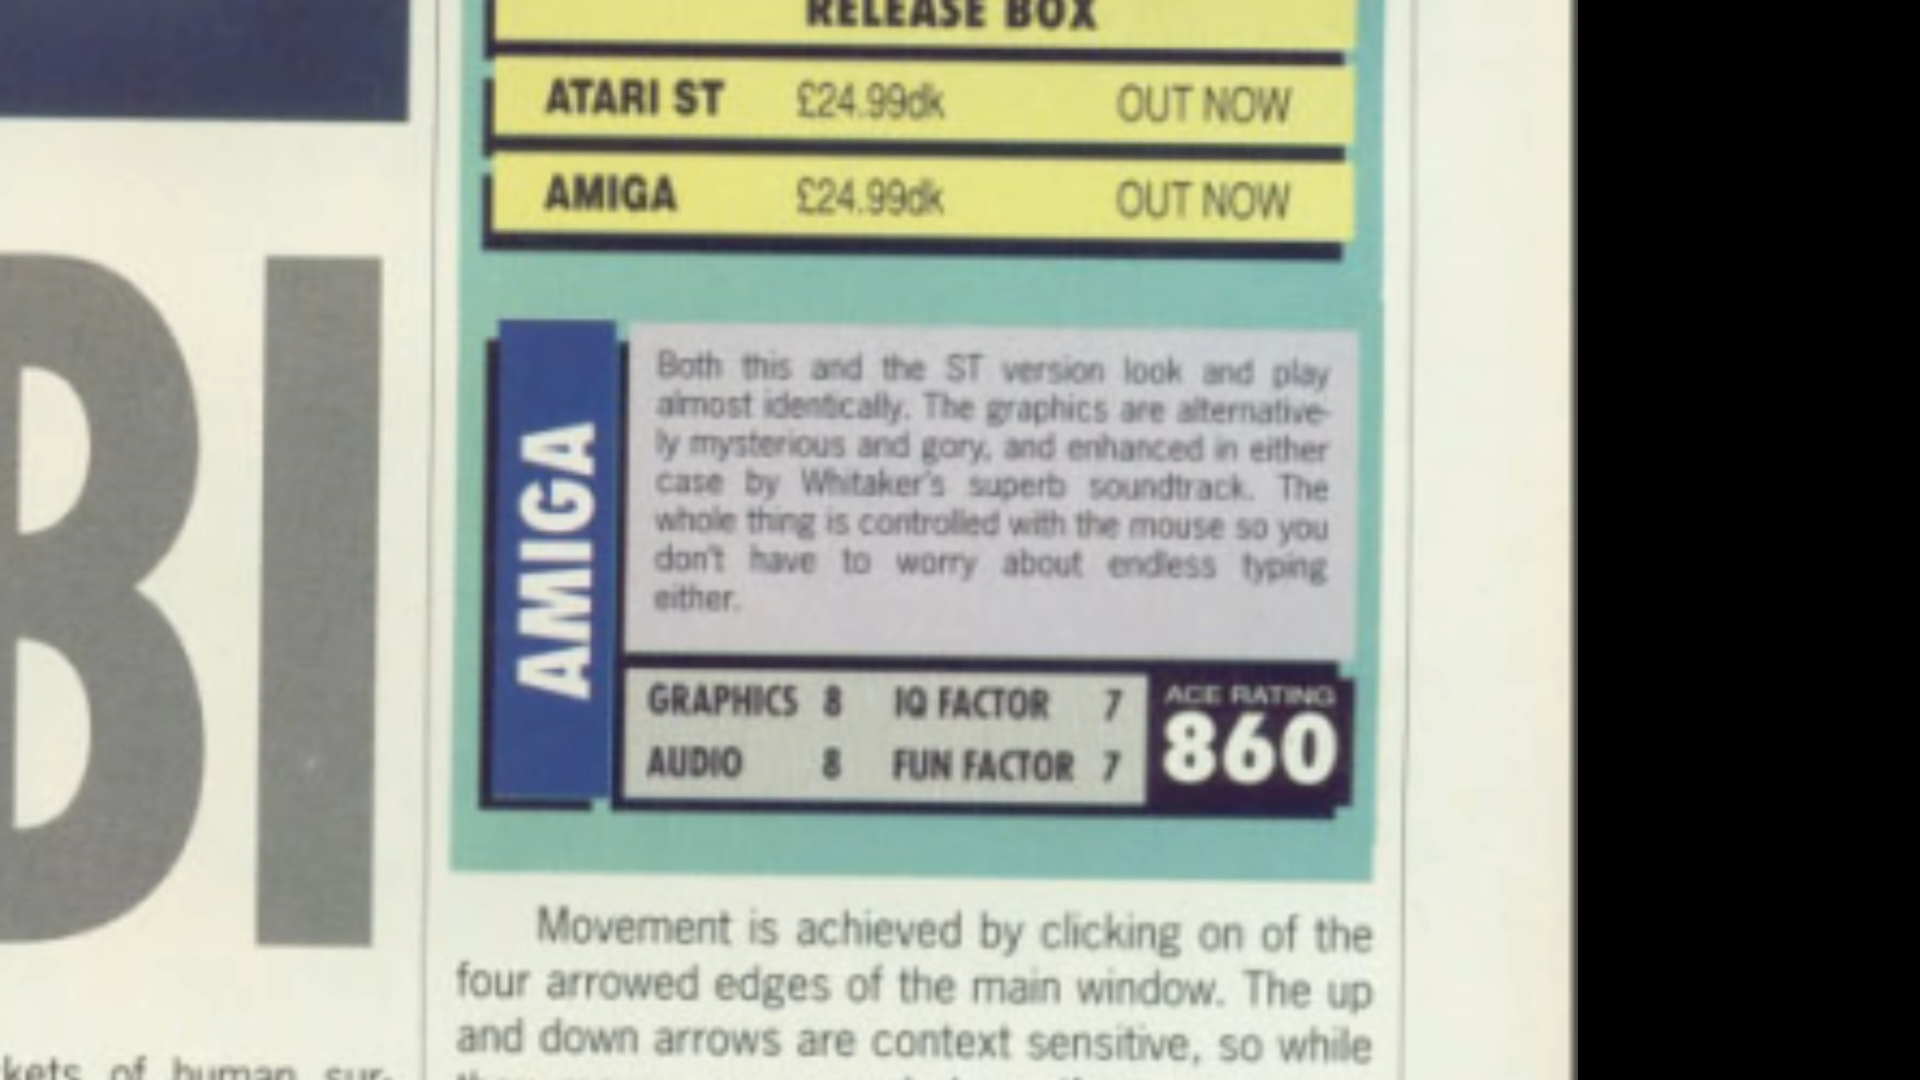 BI
kets of human sur-
RELEASE BOX
ATARI ST £24.99dk OUT NOW
AMIGA £24.99dk OUT NOW
AMIGA
Both this and the ST version look and play
almost identically. The graphics are alternative-
ly mysterious and gory, and enhanced in either
case by Whitaker's superb soundtrack. The
whole thing is controlled with the mouse so you
don't have to worry about endless typing
either.
GRAPHICS 8 IQ FACTOR 7
AUDIO 8 FUN FACTOR 7
ACE RATING
860
Movement is achieved by clicking on of the
four arrowed edges of the main window. The up
and down arrows are context sensitive, so while